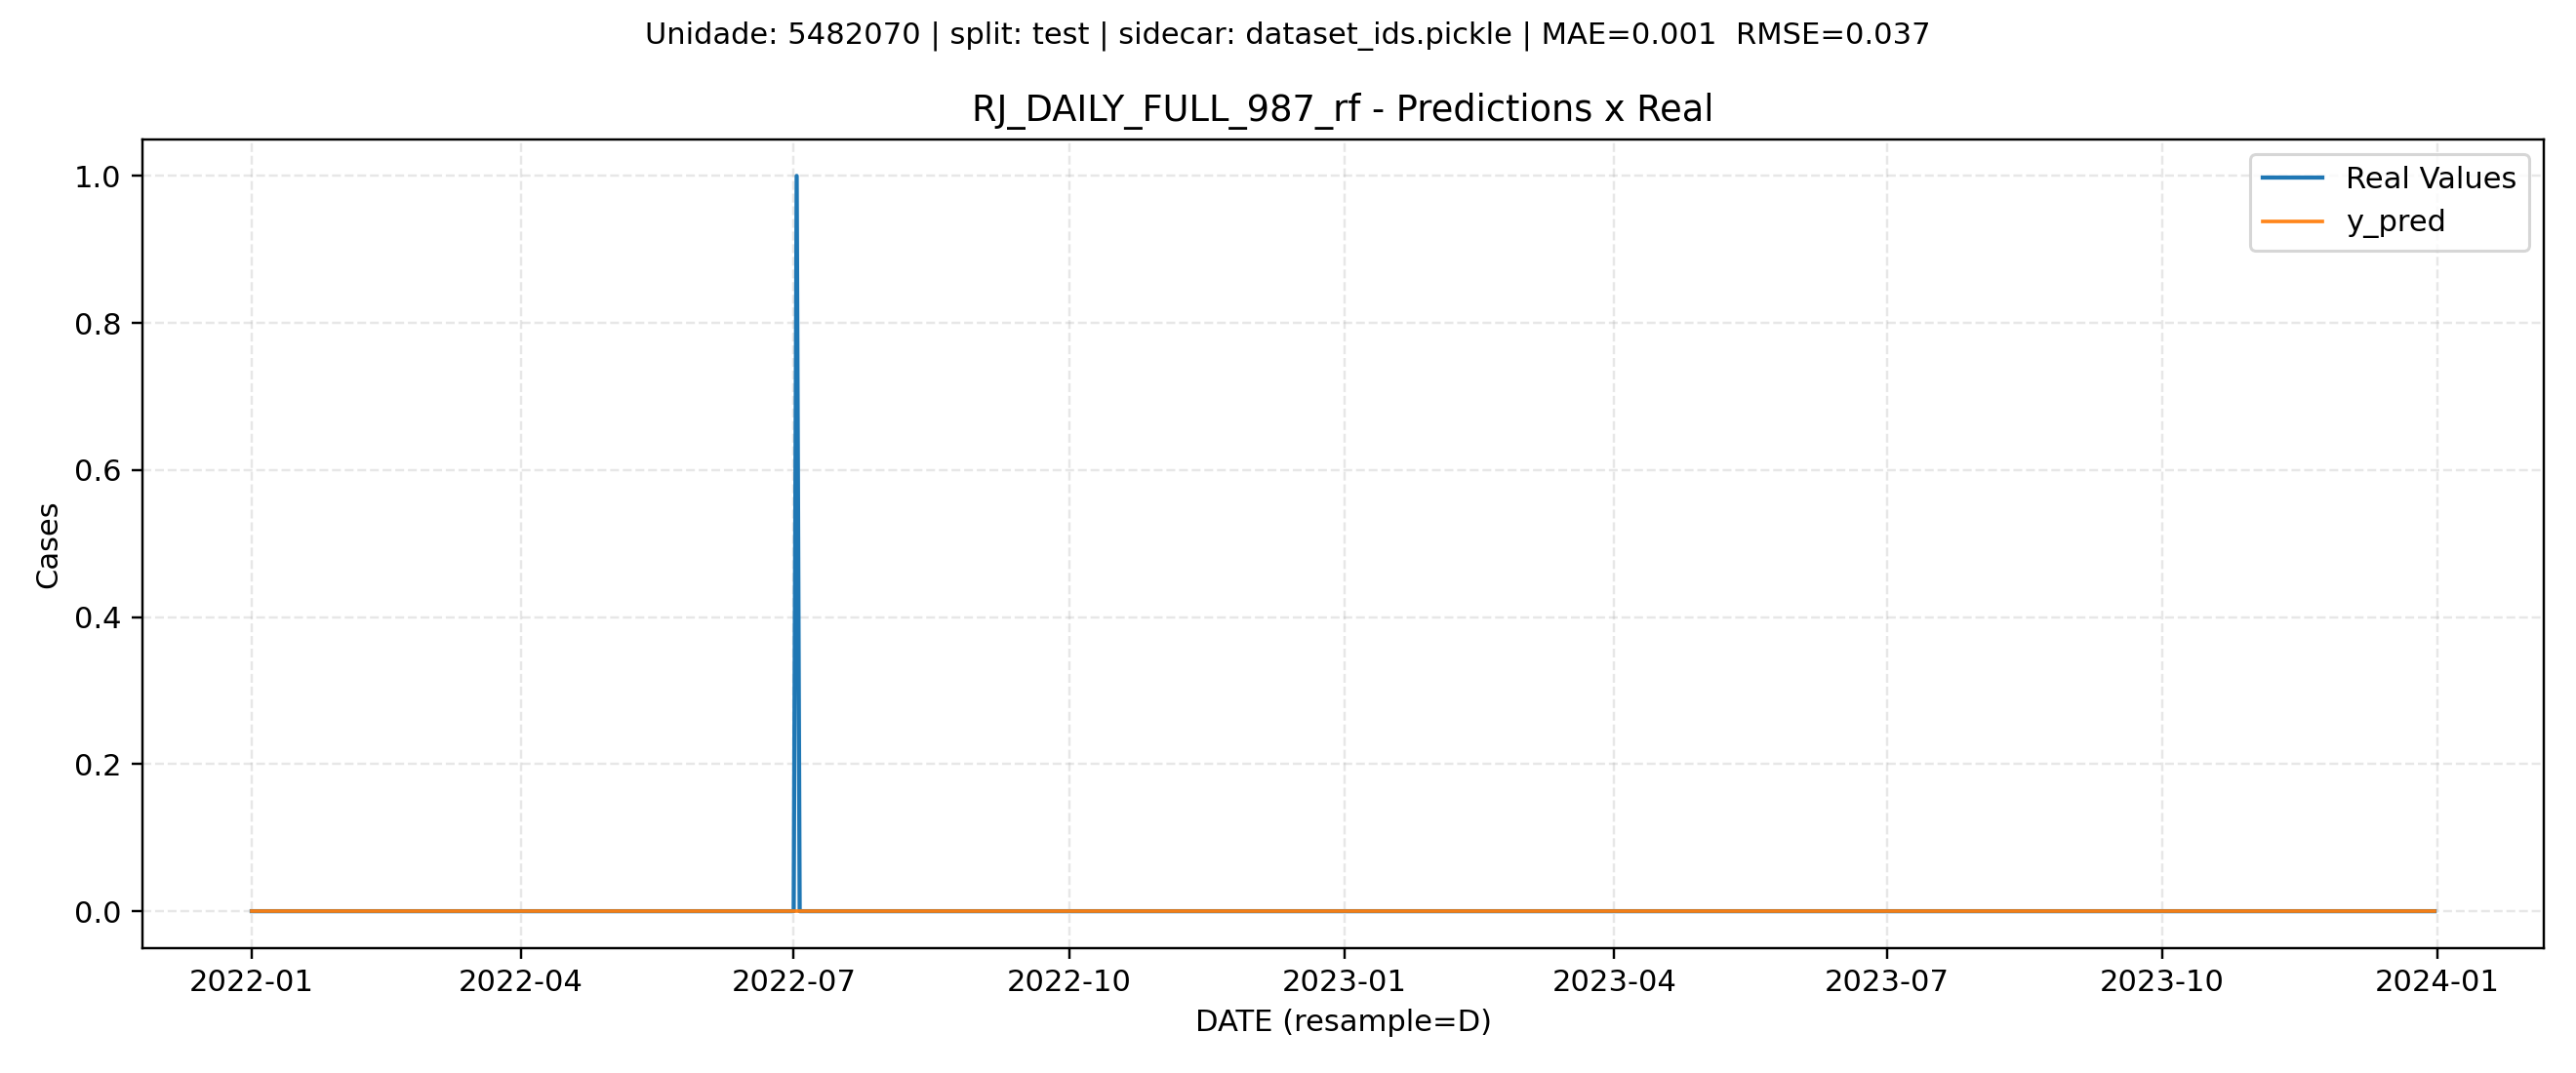 Unidade: 5482070 | split: test | sidecar: dataset_ids.pickle | MAE=0.001  RMSE=0.037
RJ_DAILY_FULL_987_rf - Predictions x Real
Real Values
y_pred
Cases
1.0
0.8
0.6
0.4
0.2
0.0
2022-01 2022-04 2022-07 2022-10 2023-01 2023-04 2023-07 2023-10 2024-01
DATE (resample=D)